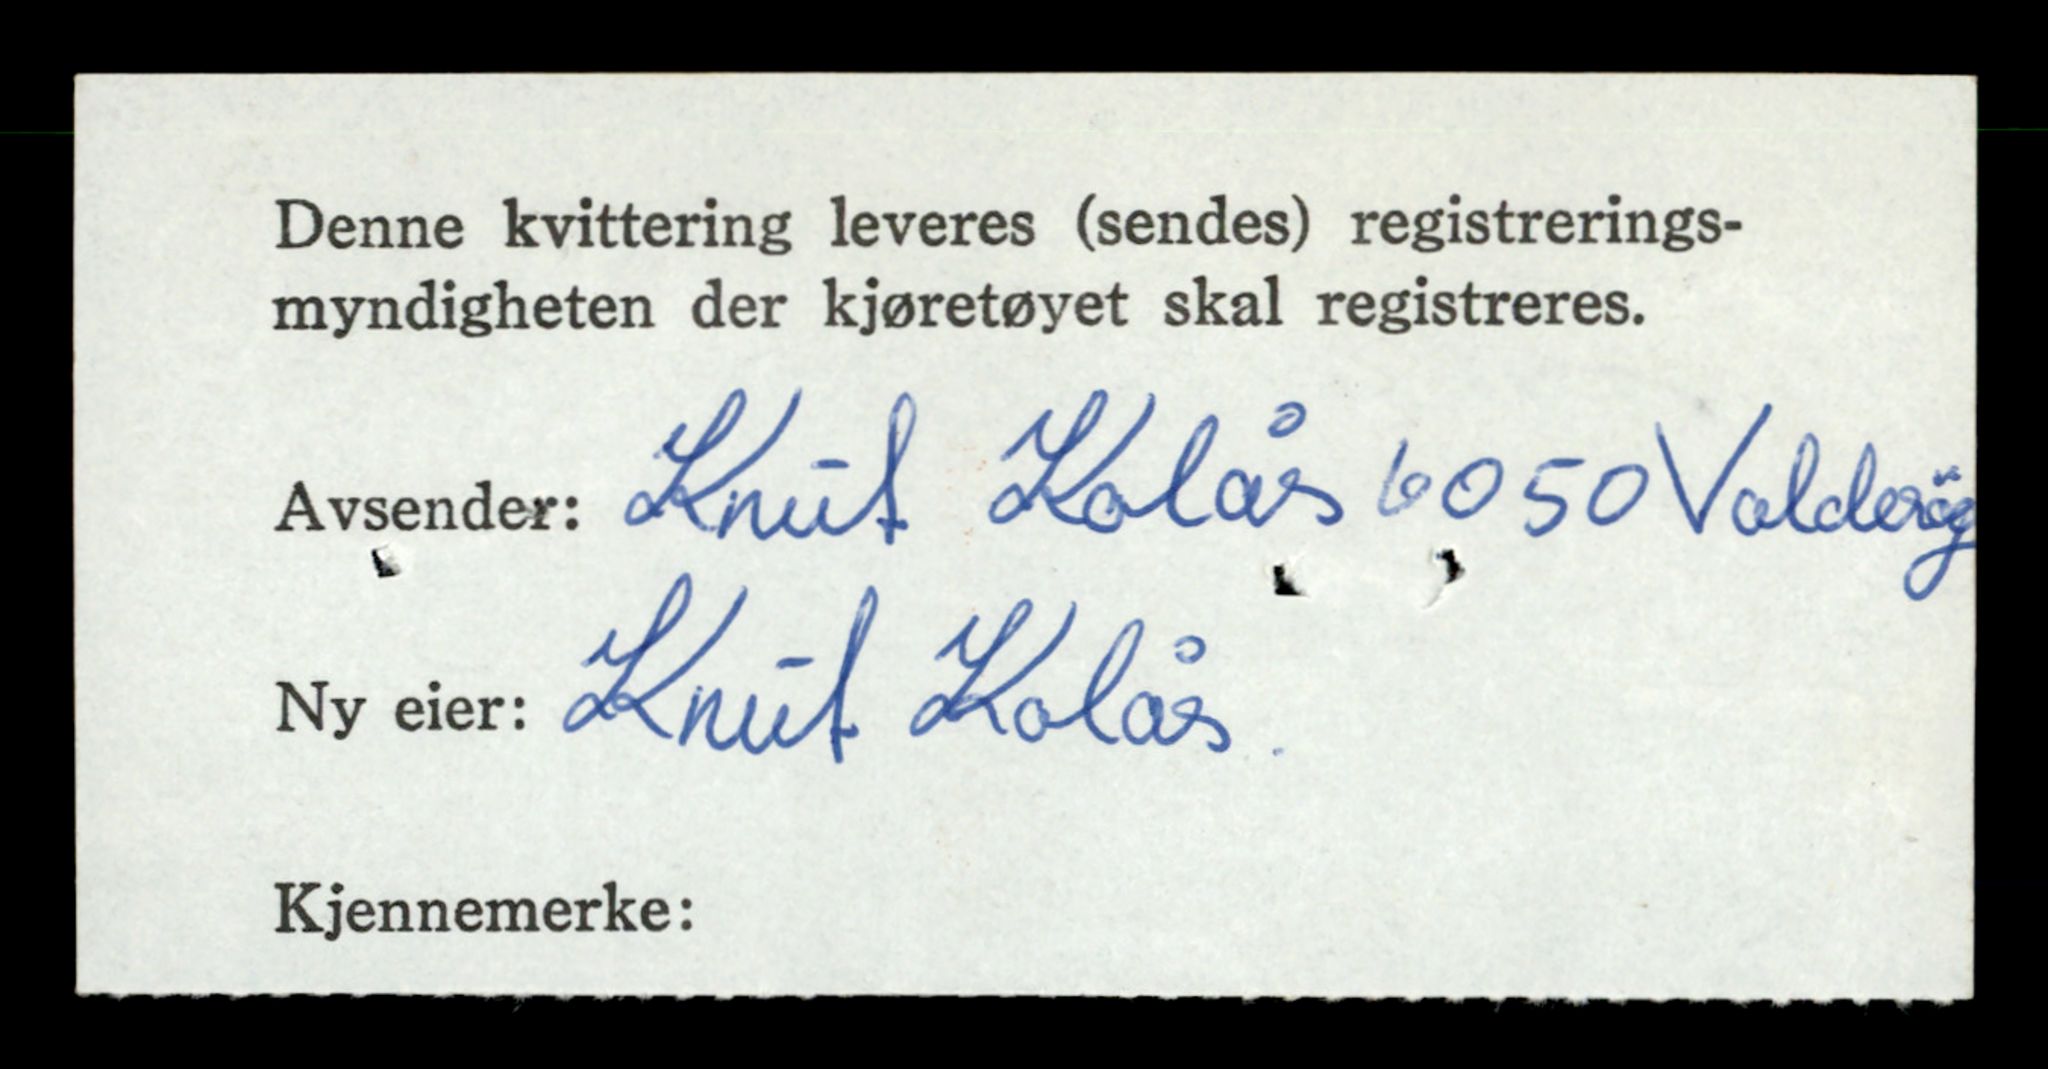 Denne kvittering leveres (sendes) registrerings-
myndigheten der kjøretøyet skal registreres.
Avsender: Knut Kolås 6050 Valderöy
Ny eier: Knut Kolås.
Kjennemerke: